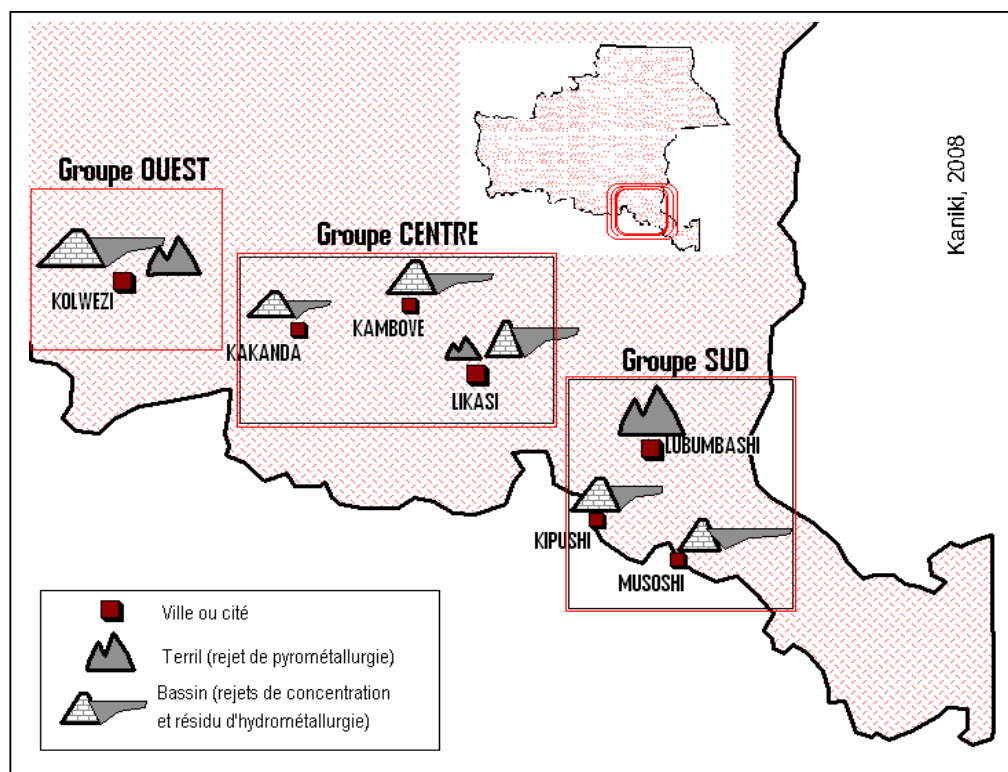 Groupe OUEST
KOLWEZI
Groupe CENTRE
KAKANDA
KAMBOVE
LIKASI
Groupe SUD
LUBUMBASHI
KIPUSHI
MUSOSHI
Kaniki, 2008
Ville ou cité
Terril (rejet de pyrométallurgie)
Bassin (rejets de concentration
et résidu d'hydrométallurgie)